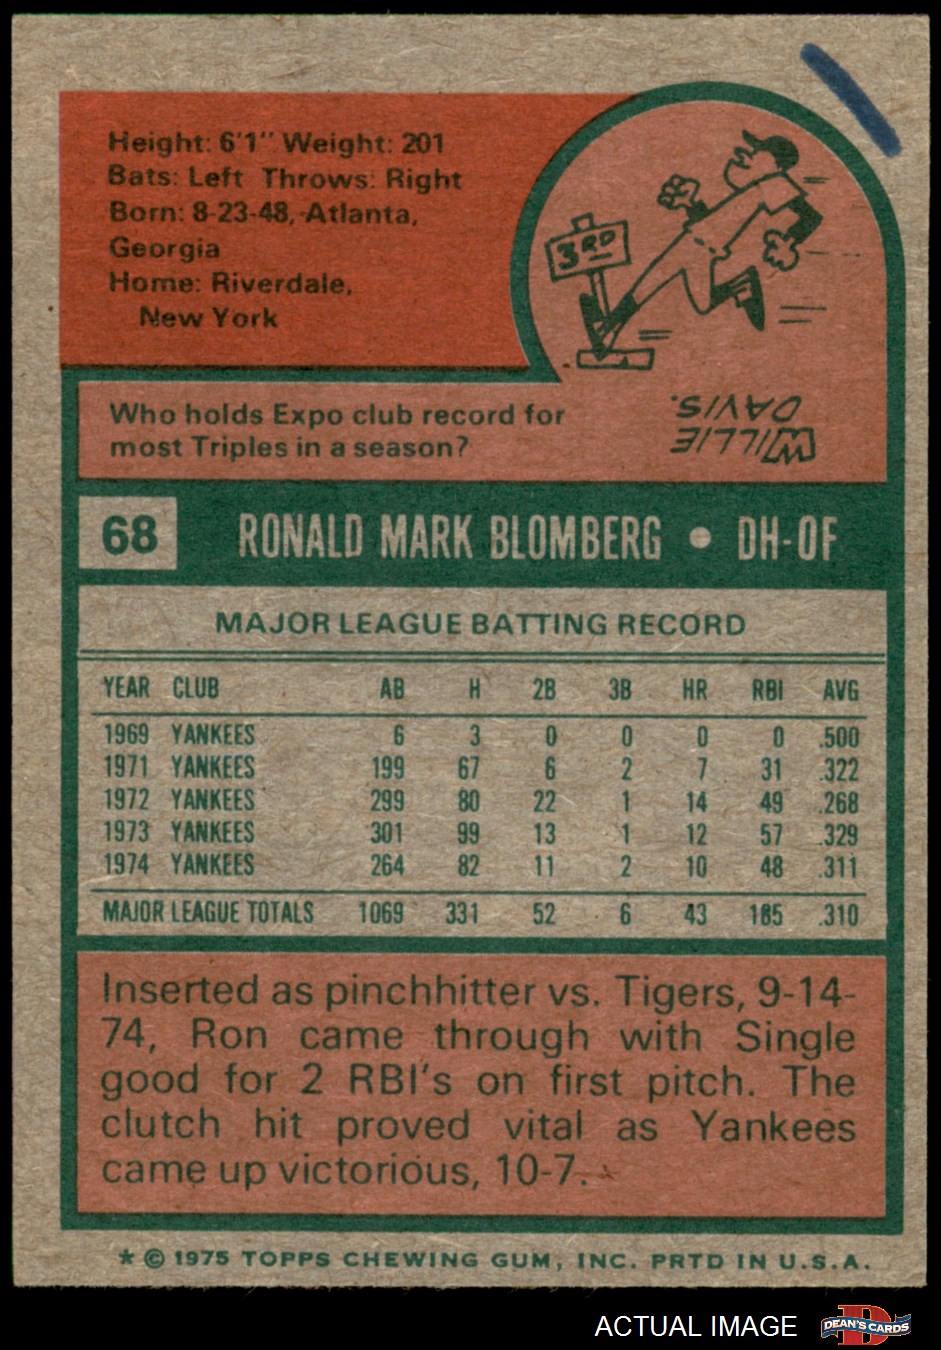 Height: 6'1" Weight: 201
Bats: Left Throws: Right
Born: 8-23-48, Atlanta,
Georgia
Home: Riverdale,
New York
3RD
Who holds Expo club record for
most Triples in a season?
WILLIE
DAVIS.
68 RONALD MARK BLOMBERG • DH-OF
MAJOR LEAGUE BATTING RECORD
YEAR CLUB AB H 2B 3B HR RBI AVG
1969 YANKEES 6 3 0 0 0 0 .500
1971 YANKEES 199 67 6 2 7 31 .322
1972 YANKEES 299 80 22 1 14 49 .268
1973 YANKEES 301 99 13 1 12 57 .329
1974 YANKEES 264 82 11 2 10 48 .311
MAJOR LEAGUE TOTALS 1069 331 52 6 43 185 .310
Inserted as pinchhitter vs. Tigers, 9-14-
74, Ron came through with Single
good for 2 RBI's on first pitch. The
clutch hit proved vital as Yankees
came up victorious, 10-7.
* © 1975 TOPPS CHEWING GUM, INC. PRTD IN U.S.A.
ACTUAL IMAGE
D
DEAN'S CARDS